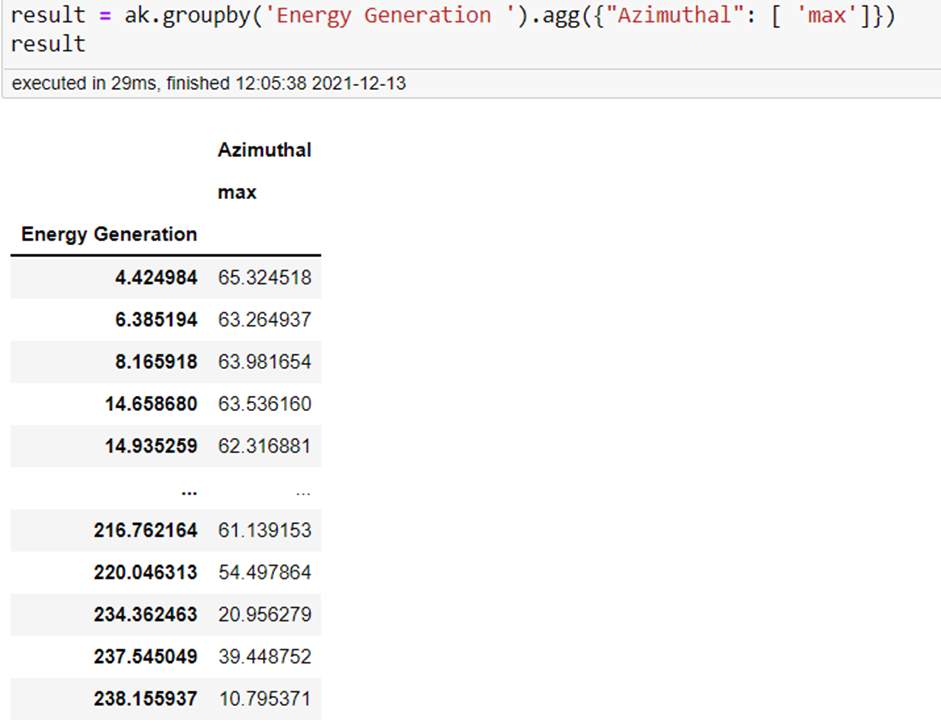 result = ak.groupby('Energy Generation ').agg({"Azimuthal": [ 'max']})
result
executed in 29ms, finished 12:05:38 2021-12-13
Azimuthal
max
Energy Generation
4.424984 65.324518
6.385194 63.264937
8.165918 63.981654
14.658680 63.536160
14.935259 62.316881
... ...
216.762164 61.139153
220.046313 54.497864
234.362463 20.956279
237.545049 39.448752
238.155937 10.795371